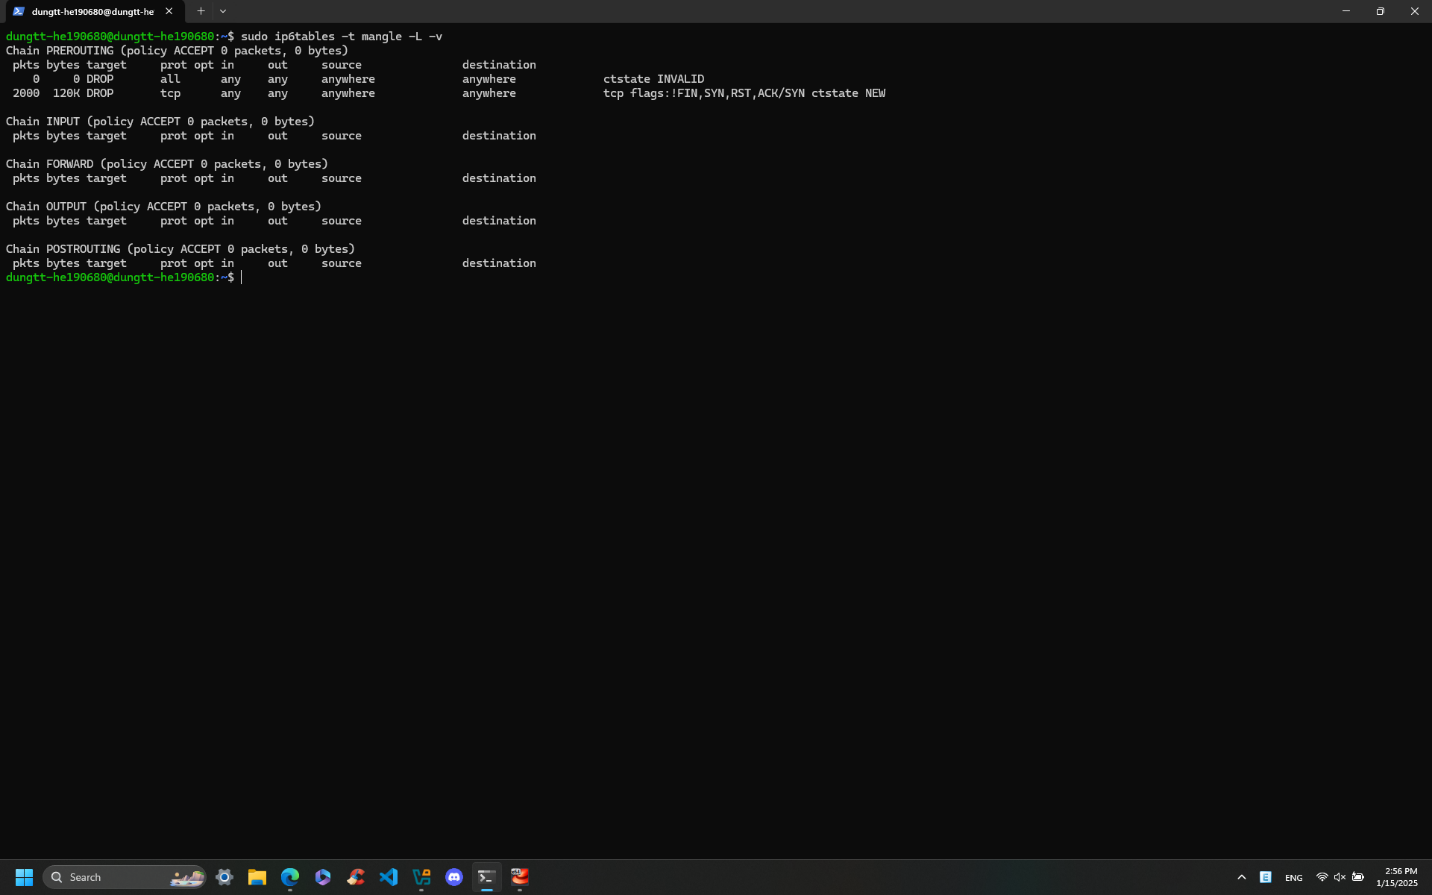 dungtt-he190680@dungtt-he
dungtt-he190680@dungtt-he190680:~$ sudo ip6tables -t mangle -L -v
Chain PREROUTING (policy ACCEPT 0 packets, 0 bytes)
 pkts bytes target     prot opt in     out     source               destination
    0     0 DROP       all      any    any     anywhere             anywhere             ctstate INVALID
 2000  120K DROP       tcp      any    any     anywhere             anywhere             tcp flags:!FIN,SYN,RST,ACK/SYN ctstate NEW
Chain INPUT (policy ACCEPT 0 packets, 0 bytes)
 pkts bytes target     prot opt in     out     source               destination
Chain FORWARD (policy ACCEPT 0 packets, 0 bytes)
 pkts bytes target     prot opt in     out     source               destination
Chain OUTPUT (policy ACCEPT 0 packets, 0 bytes)
 pkts bytes target     prot opt in     out     source               destination
Chain POSTROUTING (policy ACCEPT 0 packets, 0 bytes)
 pkts bytes target     prot opt in     out     source               destination
dungtt-he190680@dungtt-he190680:~$
Search
E
ENG
2:56 PM
1/15/2025